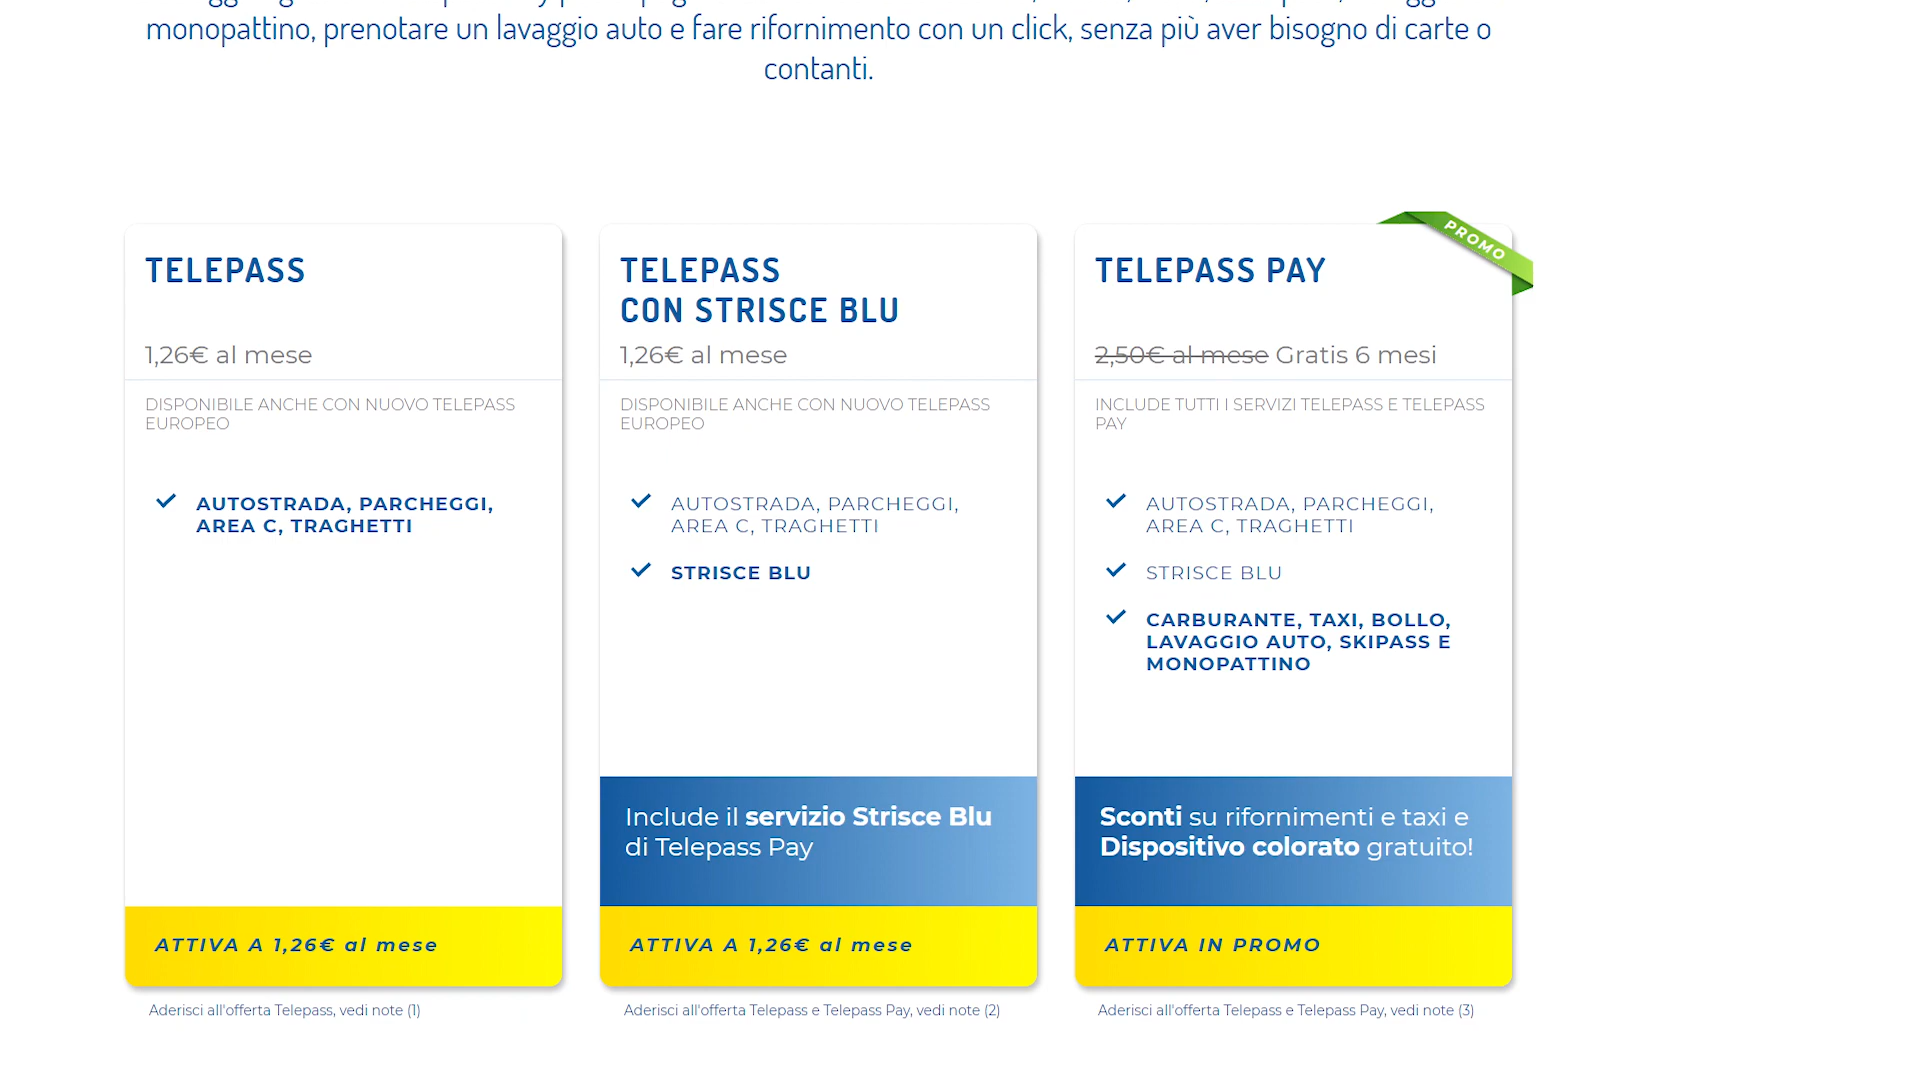 monopattino, prenotare un lavaggio auto e fare rifornimento con un click, senza più aver bisogno di carte o
contanti.
PROMO
TELEPASS
1,26€ al mese
DISPONIBILE ANCHE CON NUOVO TELEPASS
EUROPEO
AUTOSTRADA, PARCHEGGI,
AREA C, TRAGHETTI
ATTIVA A 1,26€ al mese
Aderisci all'offerta Telepass, vedi note (1)
TELEPASS
CON STRISCE BLU
1,26€ al mese
DISPONIBILE ANCHE CON NUOVO TELEPASS
EUROPEO
AUTOSTRADA, PARCHEGGI,
AREA C, TRAGHETTI
STRISCE BLU
Include il servizio Strisce Blu
di Telepass Pay
ATTIVA A 1,26€ al mese
Aderisci all'offerta Telepass e Telepass Pay, vedi note (2)
TELEPASS PAY
2,50€ al mese Gratis 6 mesi
INCLUDE TUTTI I SERVIZI TELEPASS E TELEPASS
PAY
AUTOSTRADA, PARCHEGGI,
AREA C, TRAGHETTI
STRISCE BLU
CARBURANTE, TAXI, BOLLO,
LAVAGGIO AUTO, SKIPASS E
MONOPATTINO
Sconti su rifornimenti e taxi e
Dispositivo colorato gratuito!
ATTIVA IN PROMO
Aderisci all'offerta Telepass e Telepass Pay, vedi note (3)